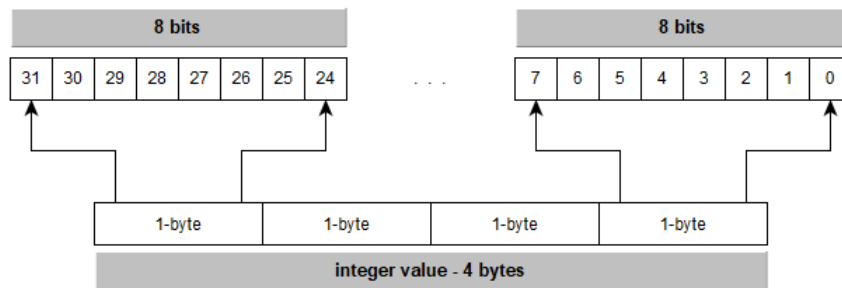 8 bits 8 bits
31 30 29 28 27 26 25 24 . . . 7 6 5 4 3 2 1 0
1-byte 1-byte 1-byte 1-byte
integer value - 4 bytes